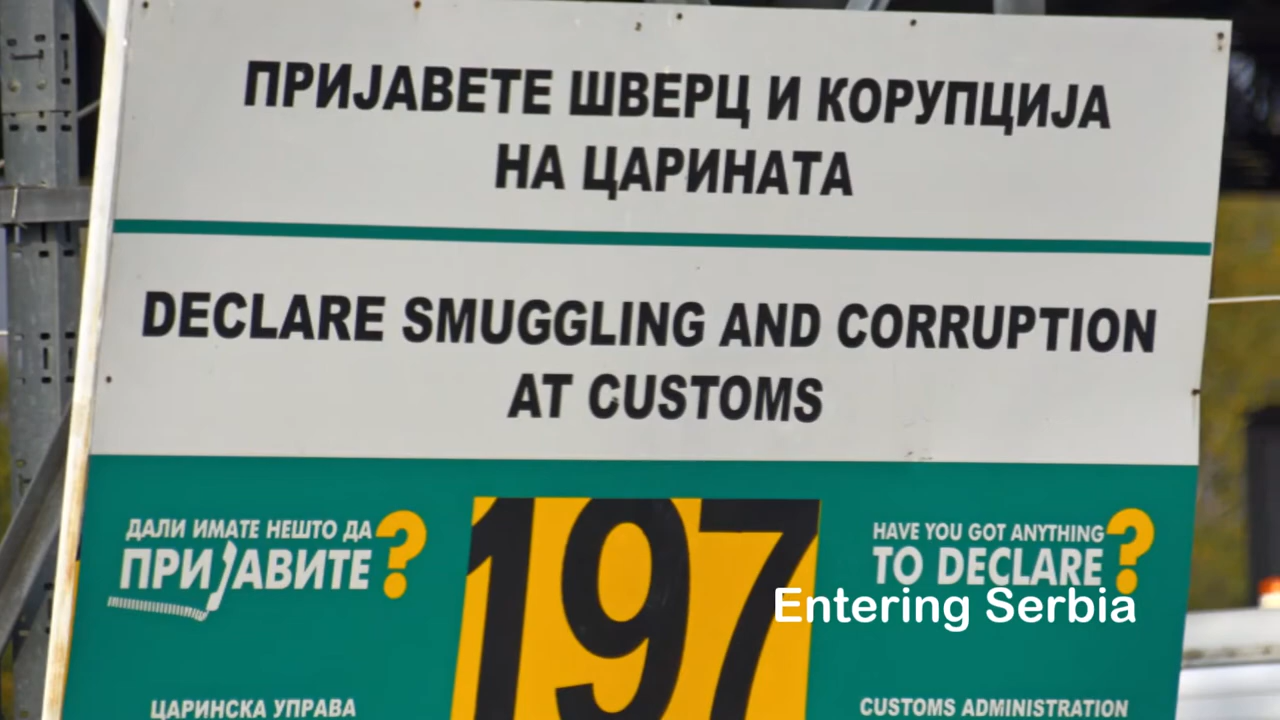 ПРИЈАВЕТЕ ШВЕРЦ И КОРУПЦИЈА
НА ЦАРИНАТА
DECLARE SMUGGLING AND CORRUPTION
AT CUSTOMS
ДАЛИ ИМАТЕ НЕШТО ДА
ПРИЈАВИТЕ?
197
HAVE YOU GOT ANYTHING
TO DECLARE?
Entering Serbia
ЦАРИНСКА УПРАВА
CUSTOMS ADMINISTRATION